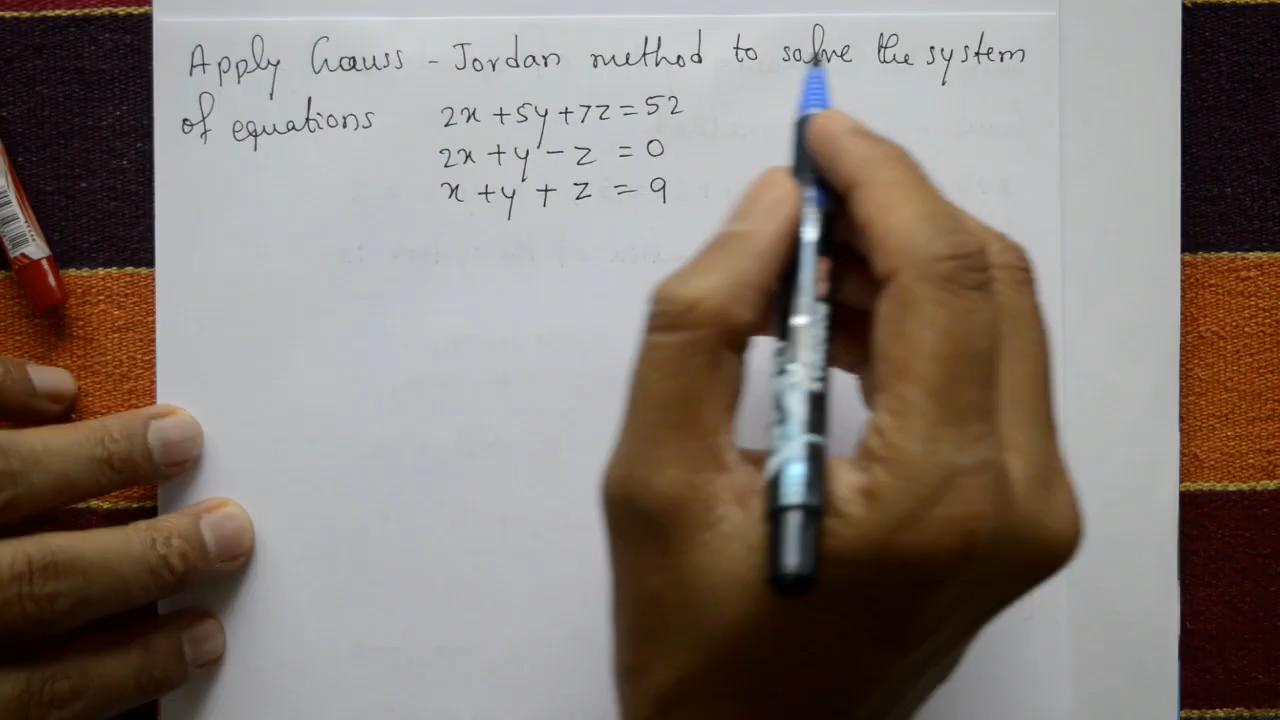 Apply Gauss - Jordan method to solve the system
of equations 2x + 5y + 7z = 52
2x + y - z = 0
x + y + z = 9